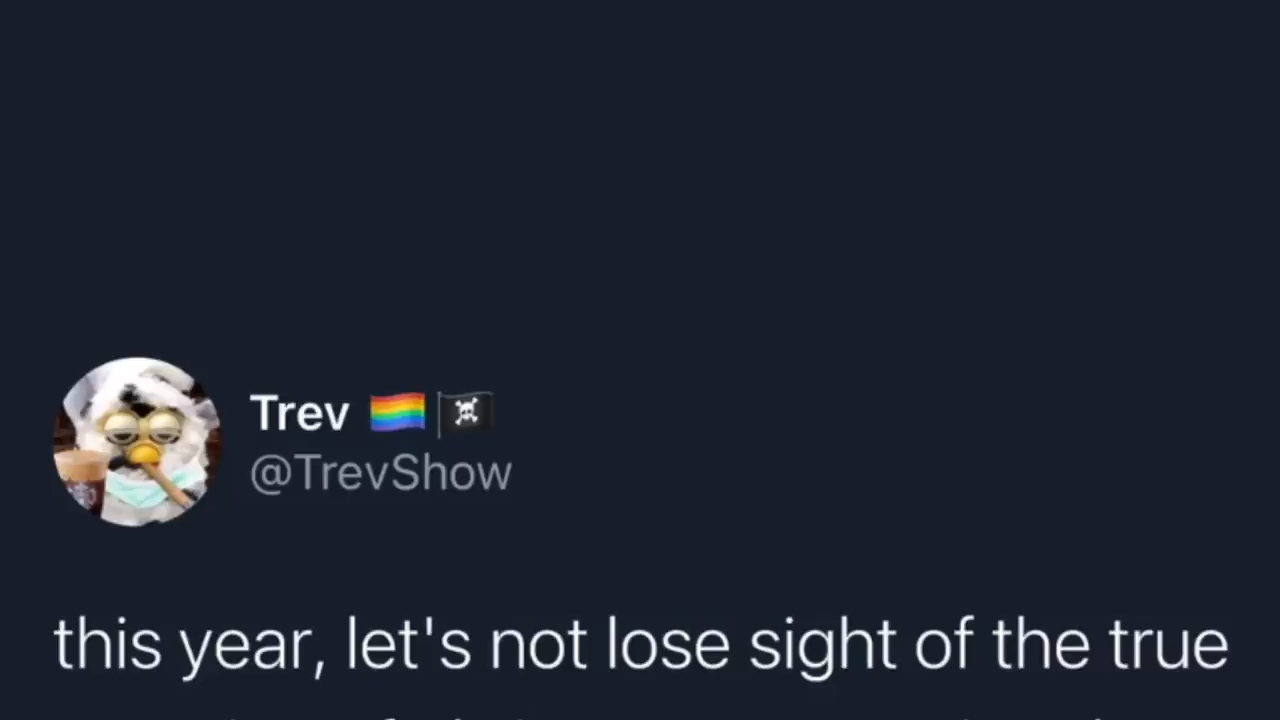 Trev 🏳️‍🌈🏴‍☠️
@TrevShow
this year, let's not lose sight of the true